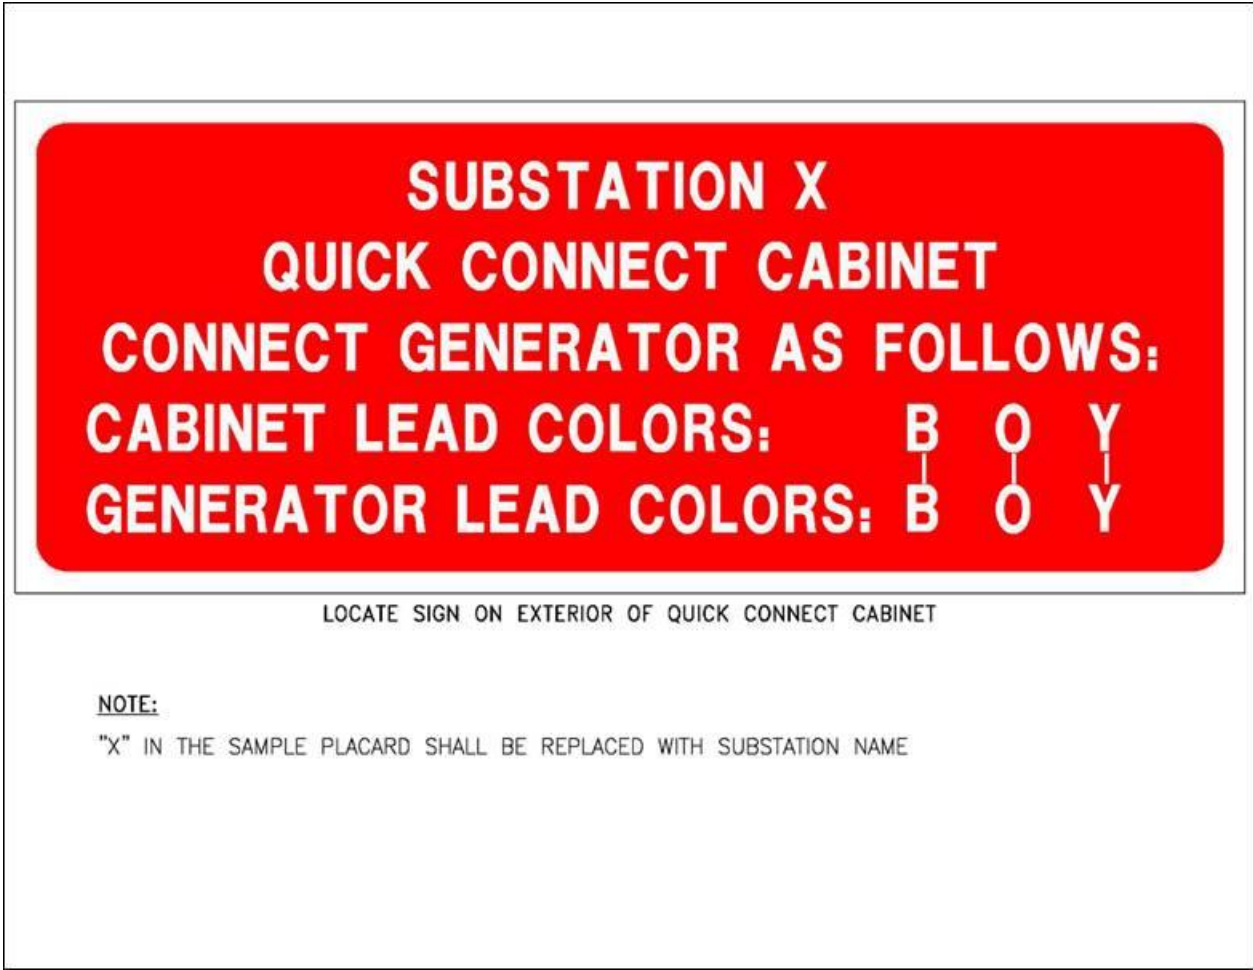 SUBSTATION X
QUICK CONNECT CABINET
CONNECT GENERATOR AS FOLLOWS:
CABINET LEAD COLORS: B O Y
GENERATOR LEAD COLORS: B O Y
LOCATE SIGN ON EXTERIOR OF QUICK CONNECT CABINET
NOTE:
"X" IN THE SAMPLE PLACARD SHALL BE REPLACED WITH SUBSTATION NAME